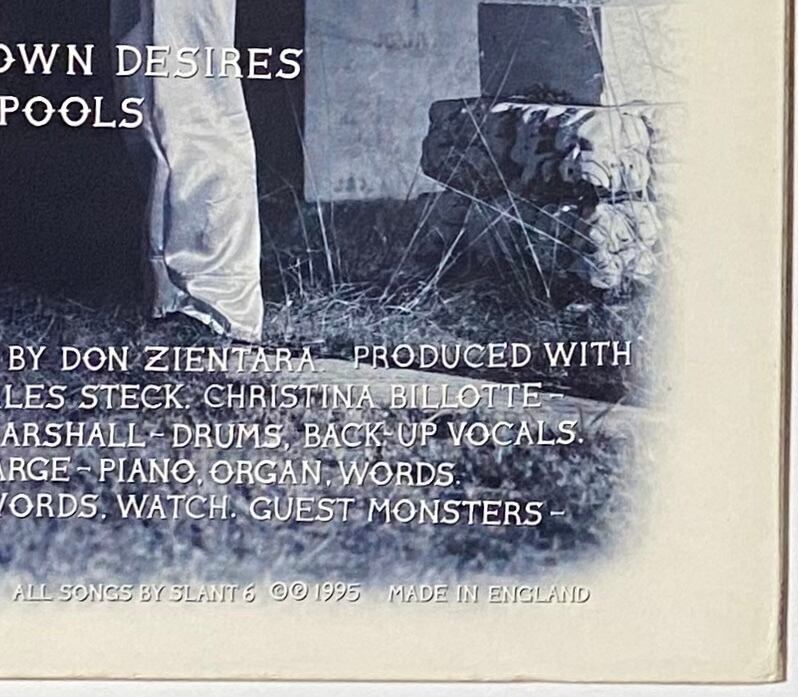 OWN DESIRES
POOLS
BY DON ZIENTARA. PRODUCED WITH
LES STECK. CHRISTINA BILLOTTE-
ARSHALL-DRUMS, BACK-UP VOCALS.
ARGE-PIANO, ORGAN, WORDS.
WORDS, WATCH. GUEST MONSTERS-
ALL SONGS BY SLANT 6 ©℗ 1995 MADE IN ENGLAND